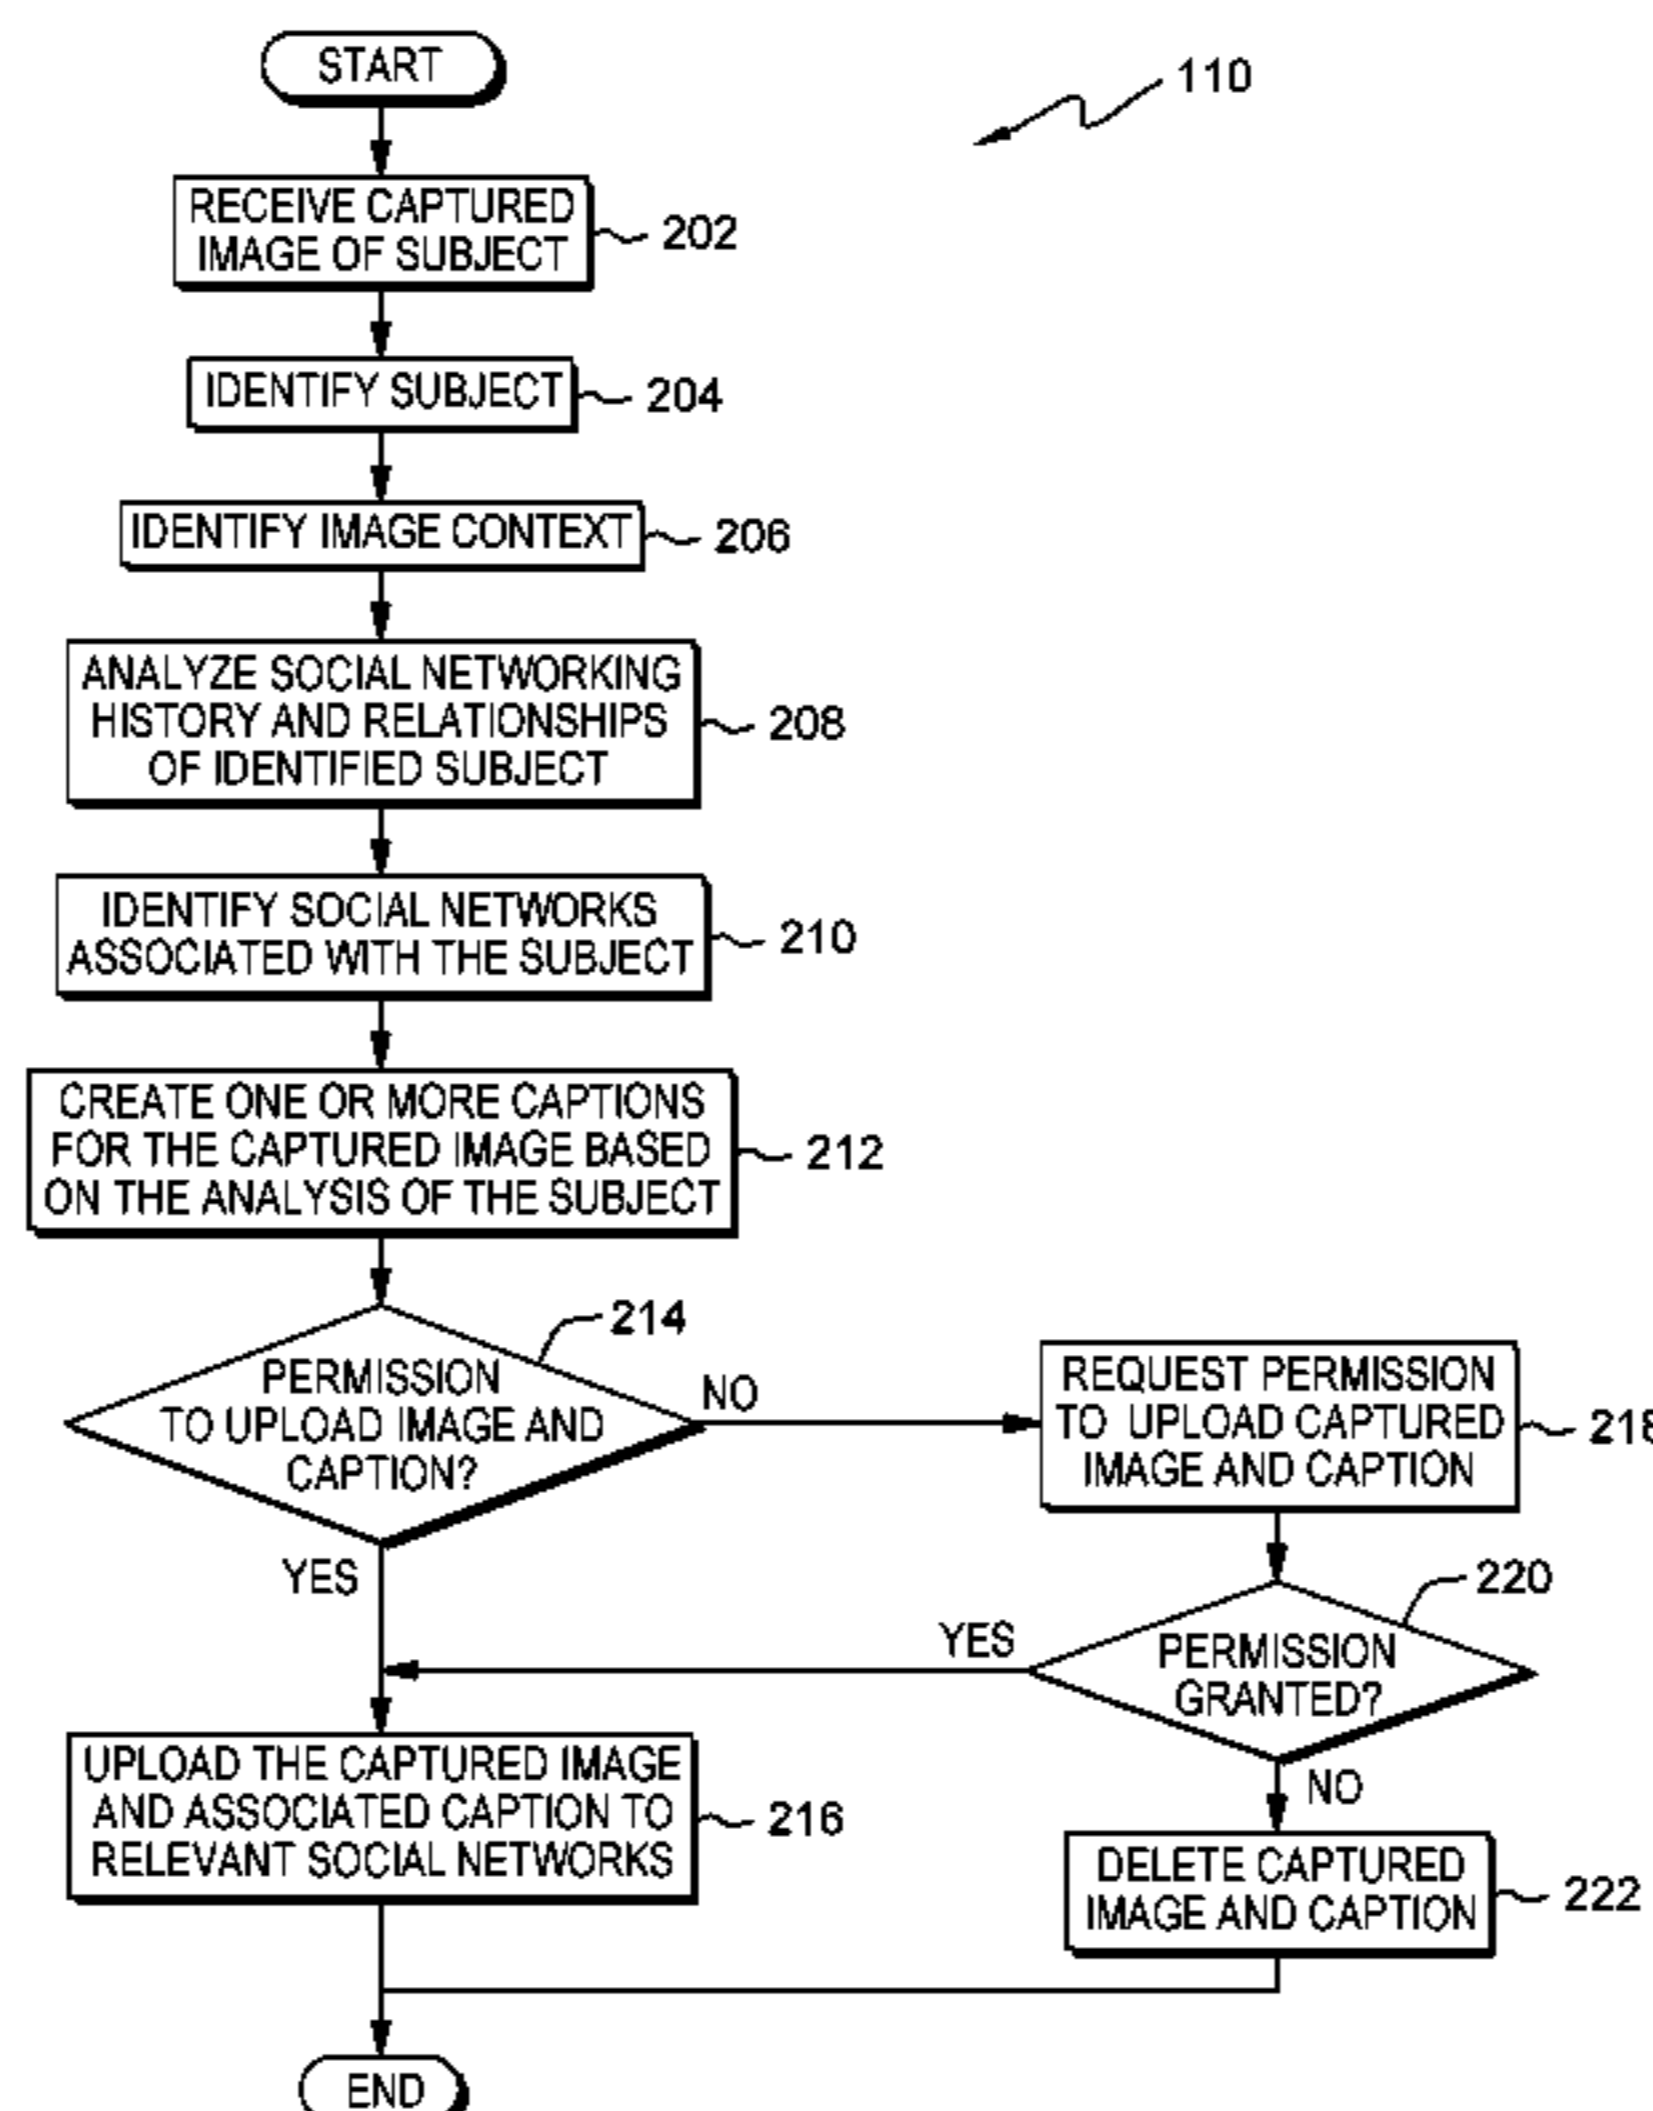 START
110
RECEIVE CAPTURED
IMAGE OF SUBJECT
202
IDENTIFY SUBJECT
204
IDENTIFY IMAGE CONTEXT
206
ANALYZE SOCIAL NETWORKING
HISTORY AND RELATIONSHIPS
OF IDENTIFIED SUBJECT
208
IDENTIFY SOCIAL NETWORKS
ASSOCIATED WITH THE SUBJECT
210
CREATE ONE OR MORE CAPTIONS
FOR THE CAPTURED IMAGE BASED
ON THE ANALYSIS OF THE SUBJECT
212
214
PERMISSION
TO UPLOAD IMAGE AND
CAPTION?
NO
YES
REQUEST PERMISSION
TO UPLOAD CAPTURED
IMAGE AND CAPTION
218
220
PERMISSION
GRANTED?
YES
NO
UPLOAD THE CAPTURED IMAGE
AND ASSOCIATED CAPTION TO
RELEVANT SOCIAL NETWORKS
216
DELETE CAPTURED
IMAGE AND CAPTION
222
END